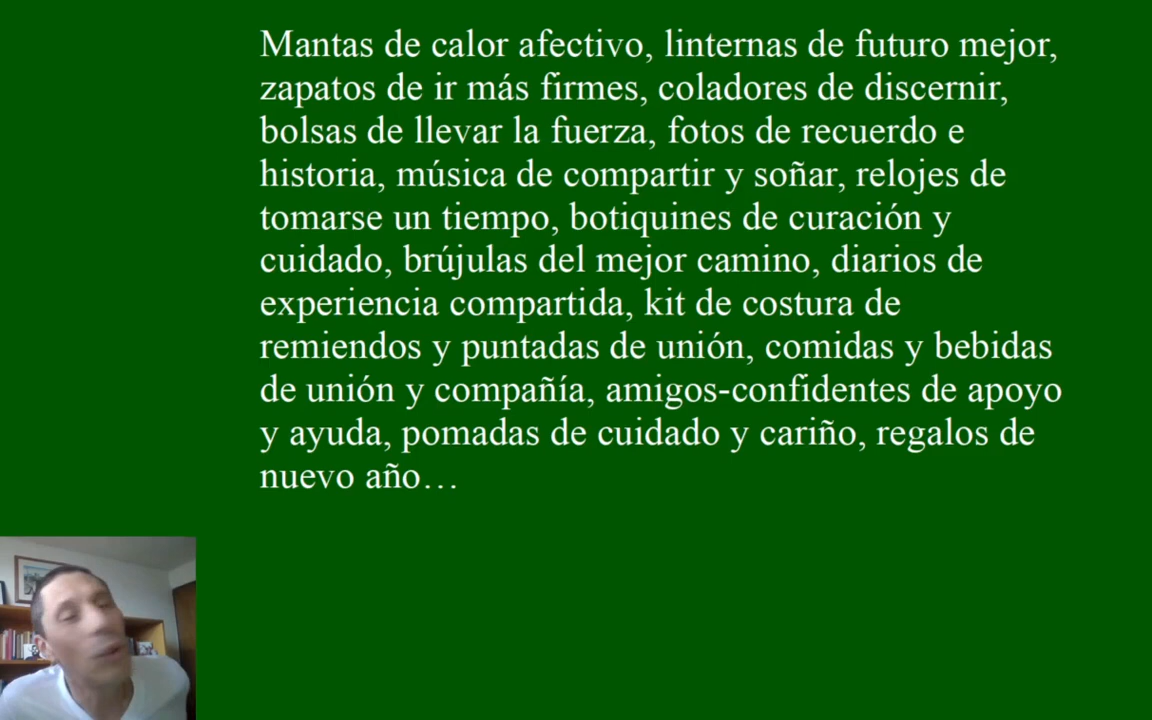 Mantas de calor afectivo, linternas de futuro mejor,
zapatos de ir más firmes, coladores de discernir,
bolsas de llevar la fuerza, fotos de recuerdo e
historia, música de compartir y soñar, relojes de
tomarse un tiempo, botiquines de curación y
cuidado, brújulas del mejor camino, diarios de
experiencia compartida, kit de costura de
remiendos y puntadas de unión, comidas y bebidas
de unión y compañía, amigos-confidentes de apoyo
y ayuda, pomadas de cuidado y cariño, regalos de
nuevo año…